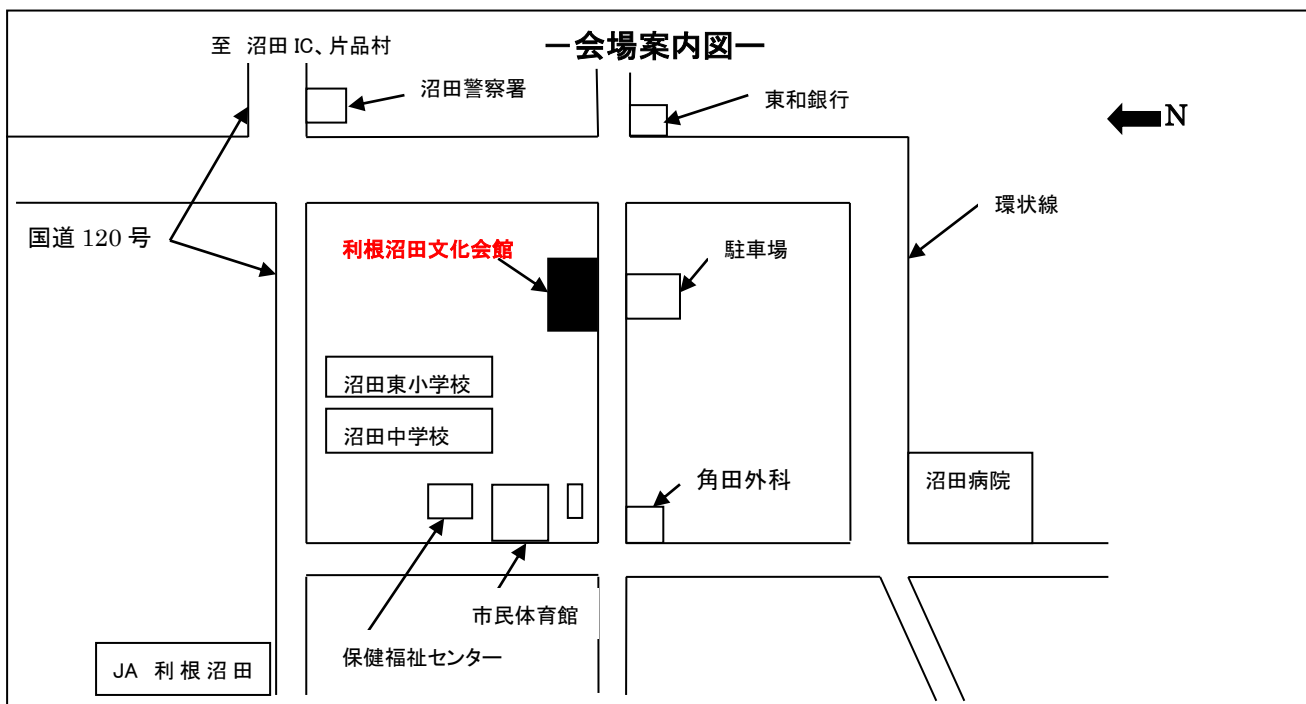 至 沼田 IC、片品村
－会場案内図－
沼田警察署
東和銀行
N
環状線
国道 120 号
利根沼田文化会館
駐車場
沼田東小学校
沼田中学校
角田外科
沼田病院
市民体育館
保健福祉センター
JA 利根沼田